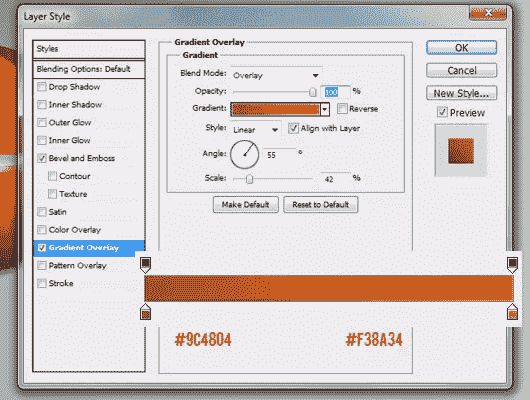 Layer Style
Styles
Blending Options: Default
Drop Shadow
Inner Shadow
Outer Glow
Inner Glow
Bevel and Emboss
Contour
Texture
Satin
Color Overlay
Gradient Overlay
Pattern Overlay
Stroke
Gradient Overlay
Gradient
Blend Mode: Overlay
Opacity: 100 %
Gradient: Reverse
Style: Linear Align with Layer
Angle: 55 °
Scale: 42 %
Make Default Reset to Default
OK
Cancel
New Style...
Preview
#9C4804 #F38A34